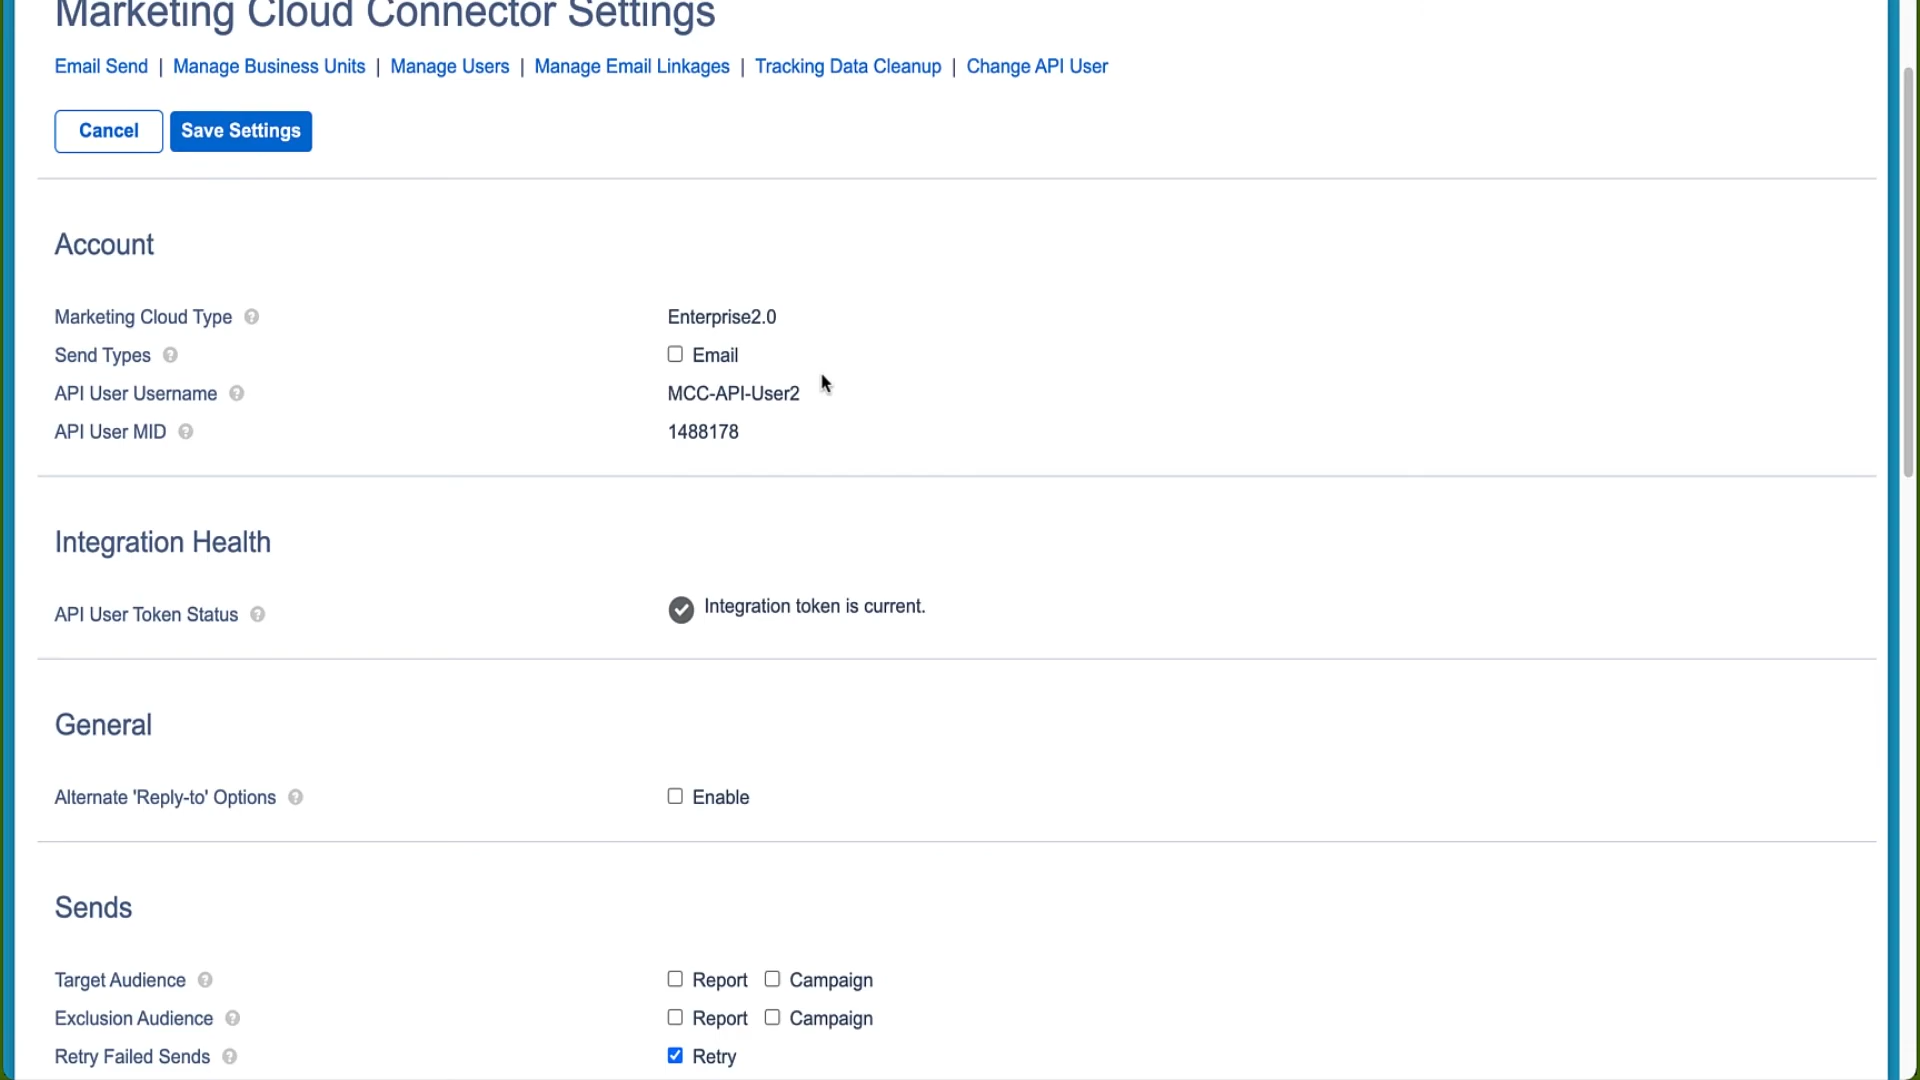 Marketing Cloud Connector Settings
Email Send | Manage Business Units | Manage Users | Manage Email Linkages | Tracking Data Cleanup | Change API User
Cancel Save Settings
Account
Marketing Cloud Type Enterprise2.0
Send Types Email
API User Username MCC-API-User2
API User MID 1488178
Integration Health
API User Token Status Integration token is current.
General
Alternate 'Reply-to' Options Enable
Sends
Target Audience Report Campaign
Exclusion Audience Report Campaign
Retry Failed Sends Retry